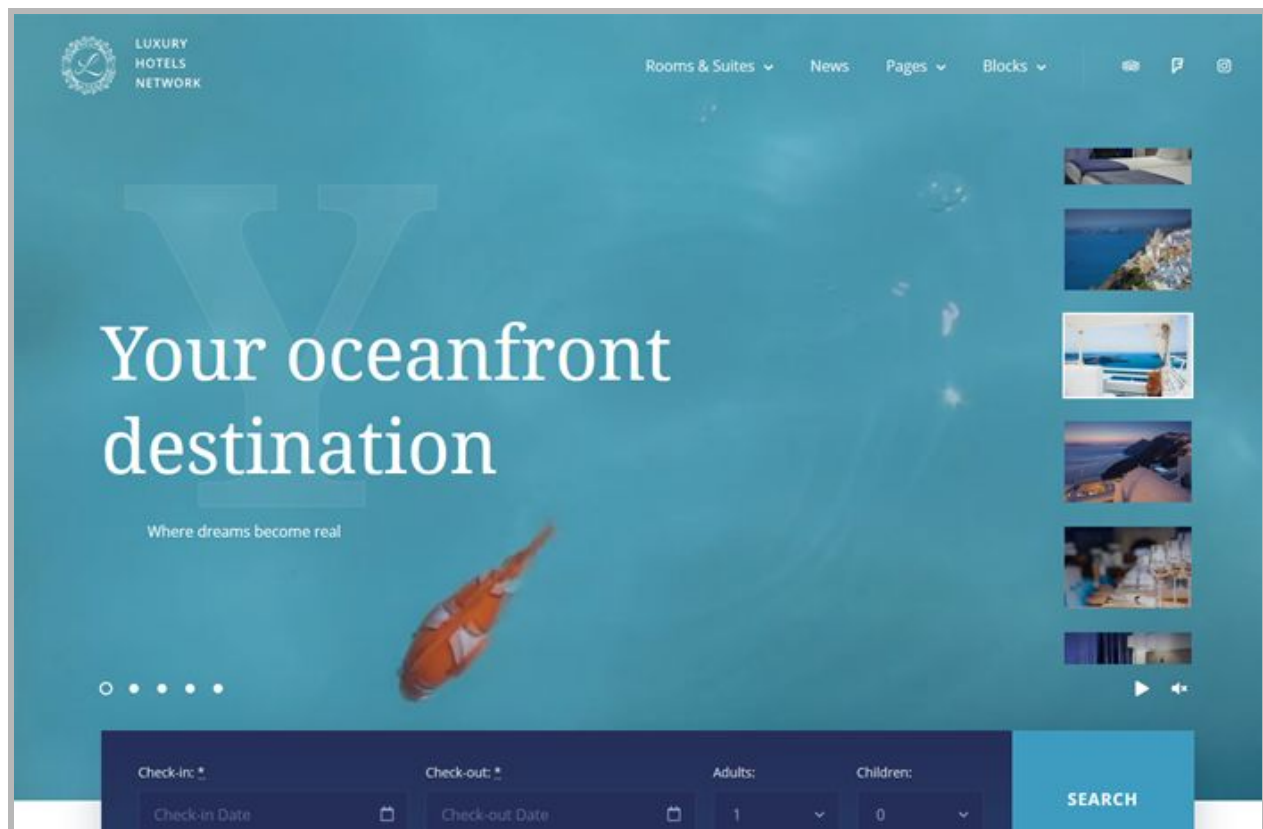 LUXURY
HOTELS
NETWORK
Rooms & Suites News Pages Blocks
Y
Your oceanfront
destination
Where dreams become real
Check-in: * Check-out: * Adults: Children:
Check-in Date Check-out Date 1 0
SEARCH